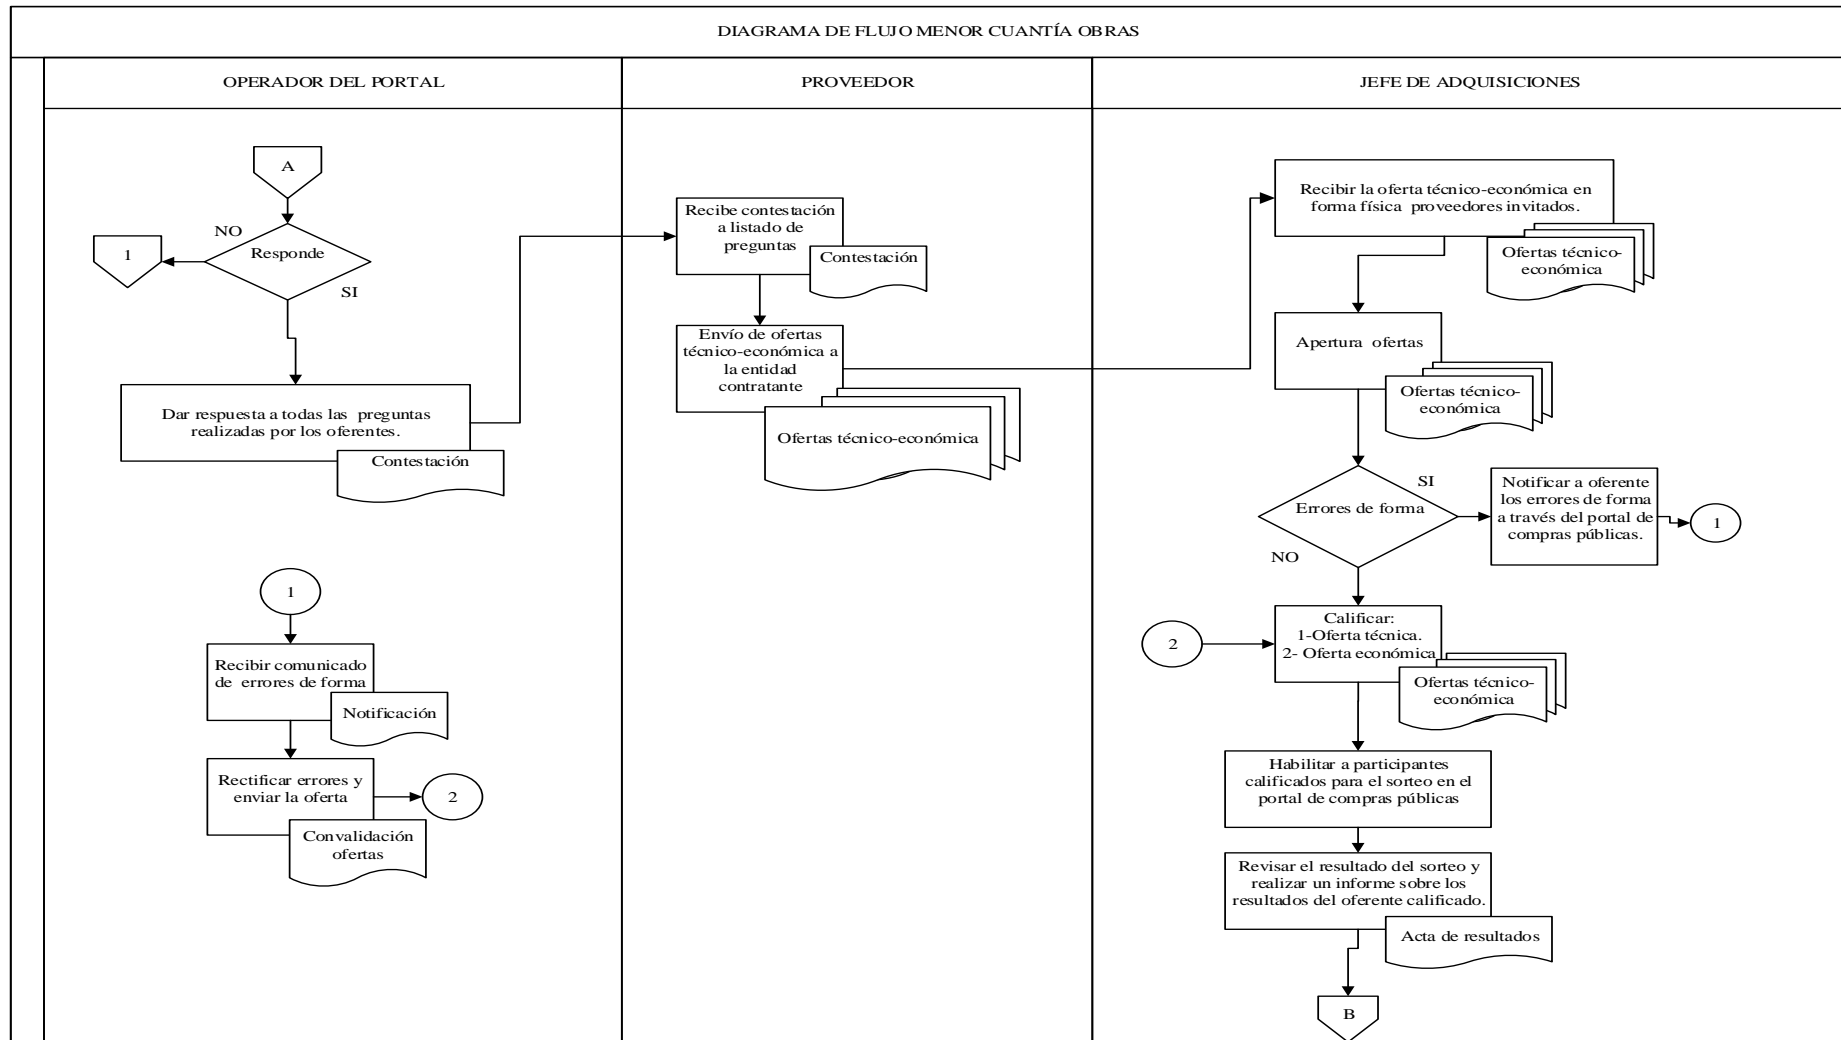 DIAGRAMA DE FLUJO MENOR CUANTÍA OBRAS
OPERADOR DEL PORTAL
PROVEEDOR
JEFE DE ADQUISICIONES
A
NO
Responde
1
SI
Dar respuesta a todas las preguntas
realizadas por los oferentes.
Contestación
1
Recibir comunicado
de errores de forma
Notificación
Rectificar errores y
enviar la oferta
2
Convalidación
ofertas
Recibe contestación
a listado de
preguntas
Contestación
Envío de ofertas
técnico-económica a
la entidad
contratante
Ofertas técnico-económica
Recibir la oferta técnico-económica en
forma física proveedores invitados.
Ofertas técnico-
económica
Apertura ofertas
Ofertas técnico-
económica
SI
Errores de forma
NO
Notificar a oferente
los errores de forma
a través del portal de
compras públicas.
1
2
Calificar:
1-Oferta técnica.
2- Oferta económica
Ofertas técnico-
económica
Habilitar a participantes
calificados para el sorteo en el
portal de compras públicas
Revisar el resultado del sorteo y
realizar un informe sobre los
resultados del oferente calificado.
Acta de resultados
B